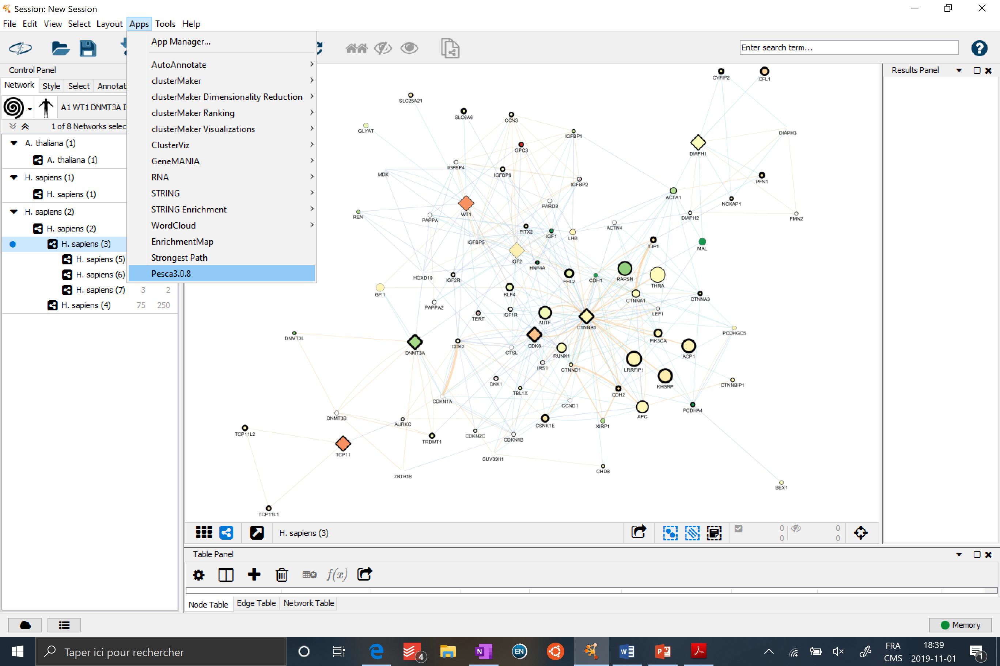 Session: New Session
File Edit View Select Layout Apps Tools Help
App Manager...
AutoAnnotate
clusterMaker
clusterMaker Dimensionality Reduction
clusterMaker Ranking
clusterMaker Visualizations
ClusterViz
GeneMANIA
RNA
STRING
STRING Enrichment
WordCloud
EnrichmentMap
Strongest Path
Pesca3.0.8
Enter search term...
?
Control Panel
Network Style Select Annotat
A1 WT1 DNMT3A I
1 of 8 Networks selec
A. thaliana (1)
A. thaliana (1)
H. sapiens (1)
H. sapiens (1)
H. sapiens (2)
H. sapiens (2)
H. sapiens (3)
H. sapiens (5)
H. sapiens (6)
H. sapiens (7) 3 2
H. sapiens (4) 75 250
Results Panel
CYFIP2
CFL1
SLC25A21
SLC6A6
CCN3
GLYAT
IGFBP1
DIAPH3
GPC3
DIAPH1
IGFBP4
MDK
IGFBP6
IGFBP2
PFN1
ACTA1
NCKAP1
PARD3
WT1
REN
PAPPA
DIAPH2
FMN2
ACTN4
PITX2
IGF1
LHB
IGFBP5
TJP1
MAL
IGF2
HNF4A
HOXD10
IGF2R
FHL2
CDH1
RAPSN
THRA
GFI1
KLF4
CTNNA1
CTNNA3
PAPPA2
TERT
IGF1R
LEF1
MITF
CTNNB1
PCDHGC5
DNMT3L
CDK2
CDK6
PIK3CA
DNMT3A
CTSL
RUNX1
ACP1
IRS1
CTNND1
LRRFIP1
DKK1
KHSRP
CTNNBIP1
TBL1X
CDH2
CDKN1A
CCND1
PCDHA4
DNMT3B
AURKC
CSNK1E
APC
XIRP1
TCP11L2
TRDMT1
CDKN2C
CDKN1B
TCP11
SUV39H1
CHD8
ZBTB18
BEX1
TCP11L1
H. sapiens (3)
0 0
0 0
Table Panel
f(x)
Node Table Edge Table Network Table
Memory
Taper ici pour rechercher
4
N
EN
W
P
FRA
CMS
18:39
2019-11-01
1